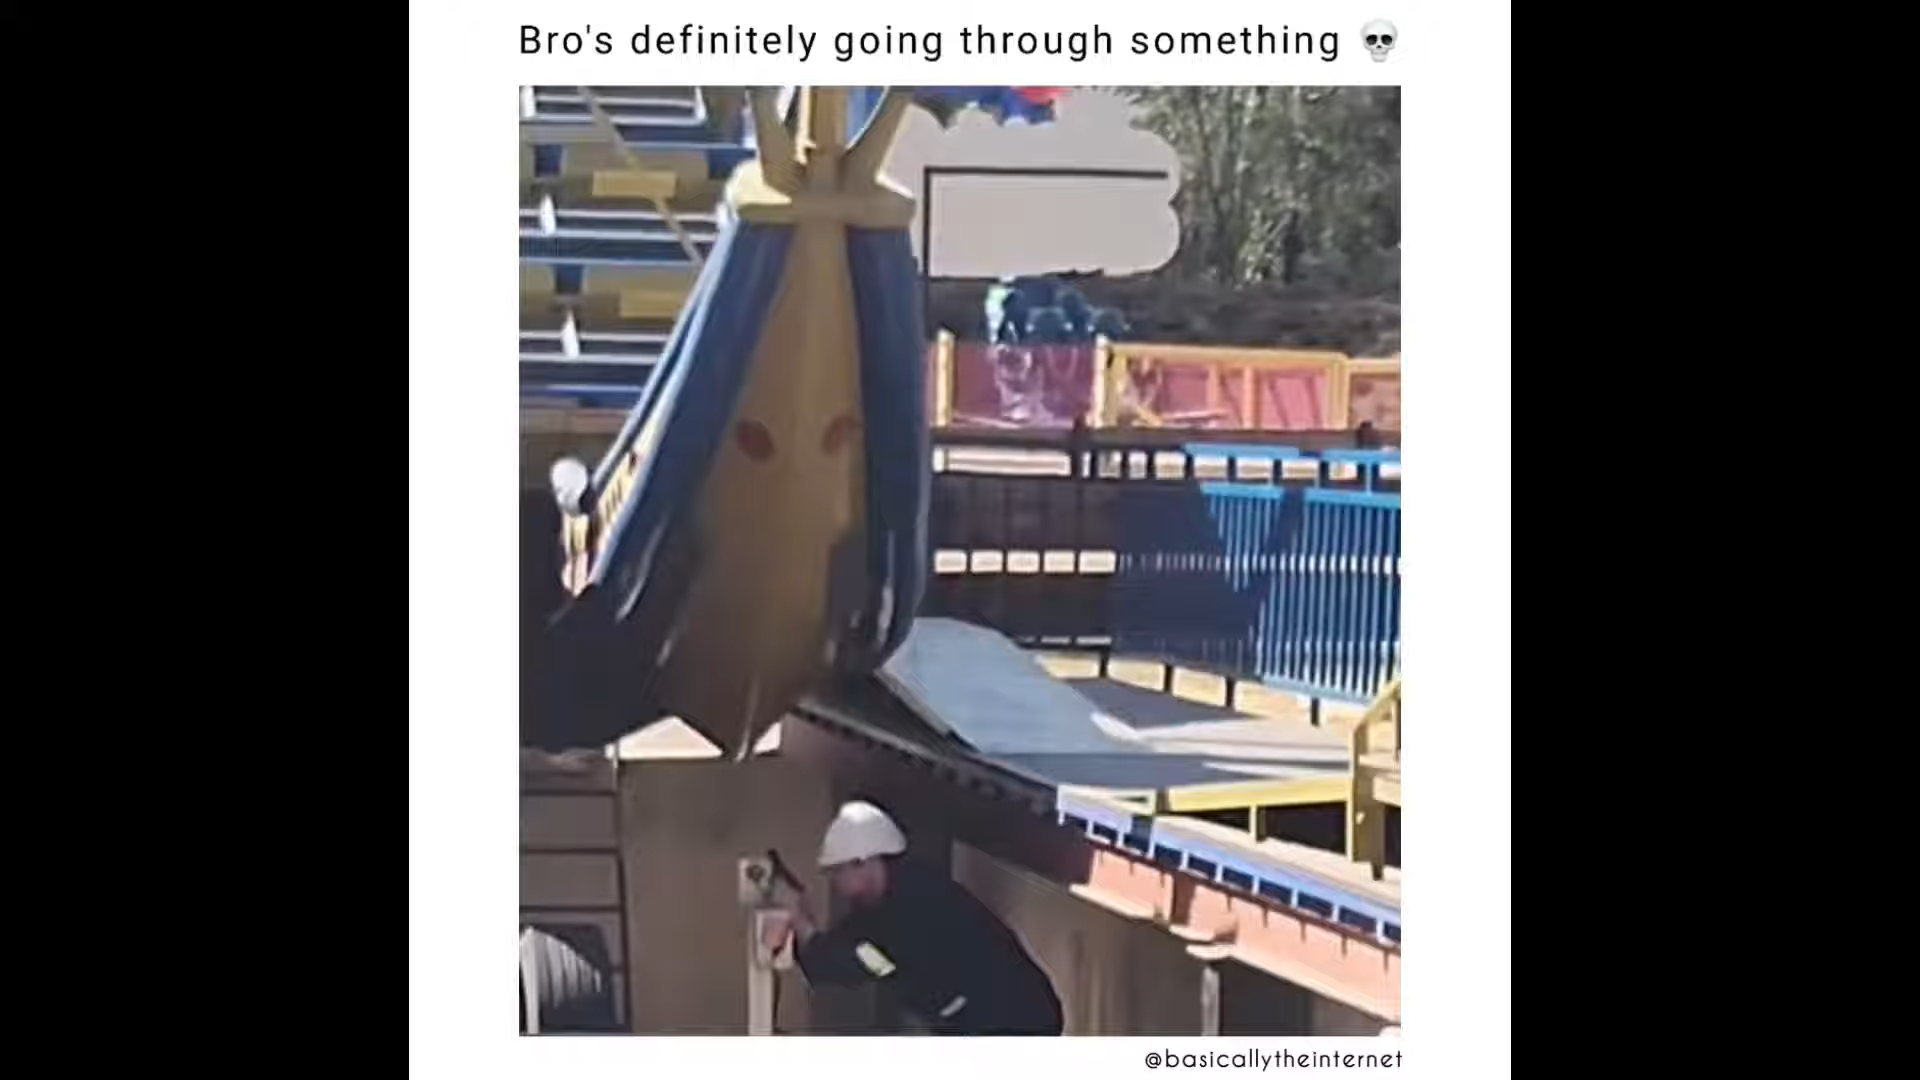 Bro's definitely going through something 💀
@basicallytheinternet